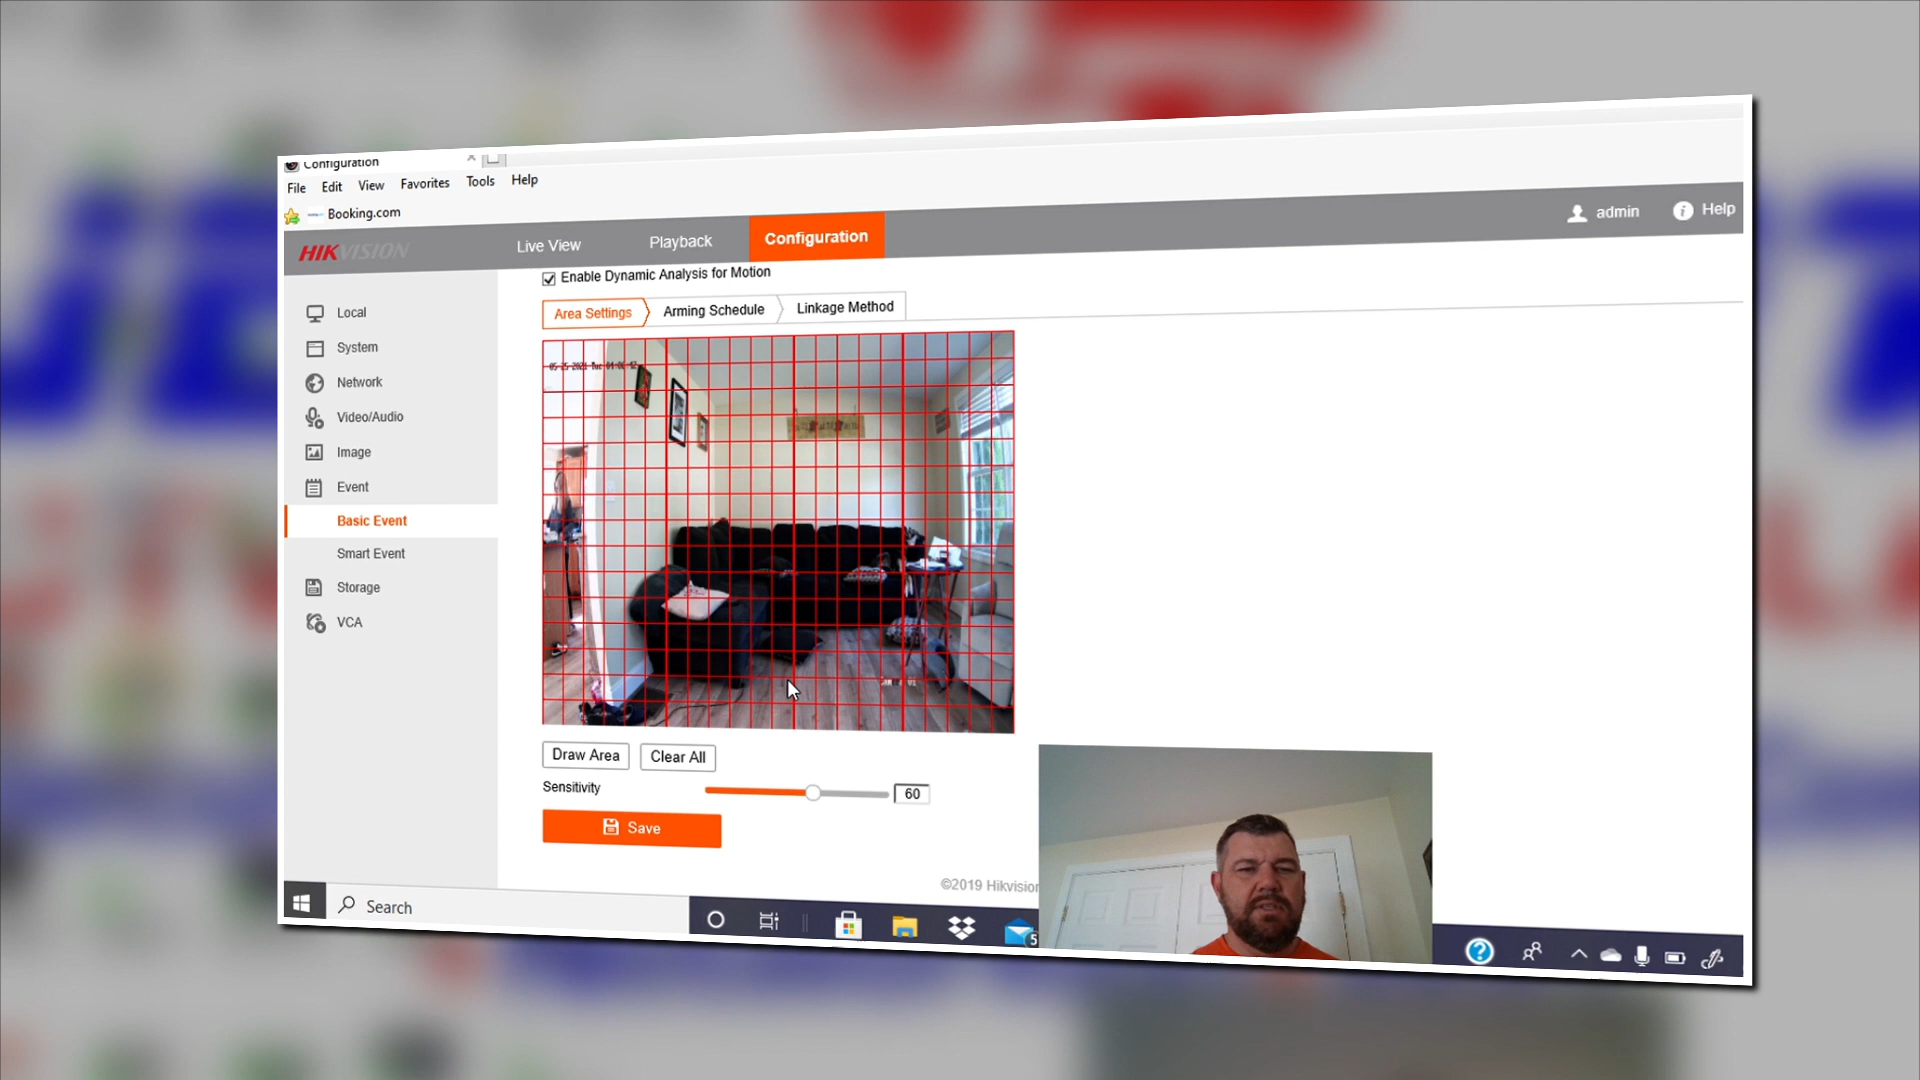 Configuration
File Edit View Favorites Tools Help
Booking.com
HIKVISION Live View Playback Configuration admin Help
Enable Dynamic Analysis for Motion
Area Settings Arming Schedule Linkage Method
Local
System
Network
Video/Audio
Image
Event
Basic Event
Smart Event
Storage
VCA
Draw Area Clear All
Sensitivity 60
Save
©2019 Hikvision
Search
5